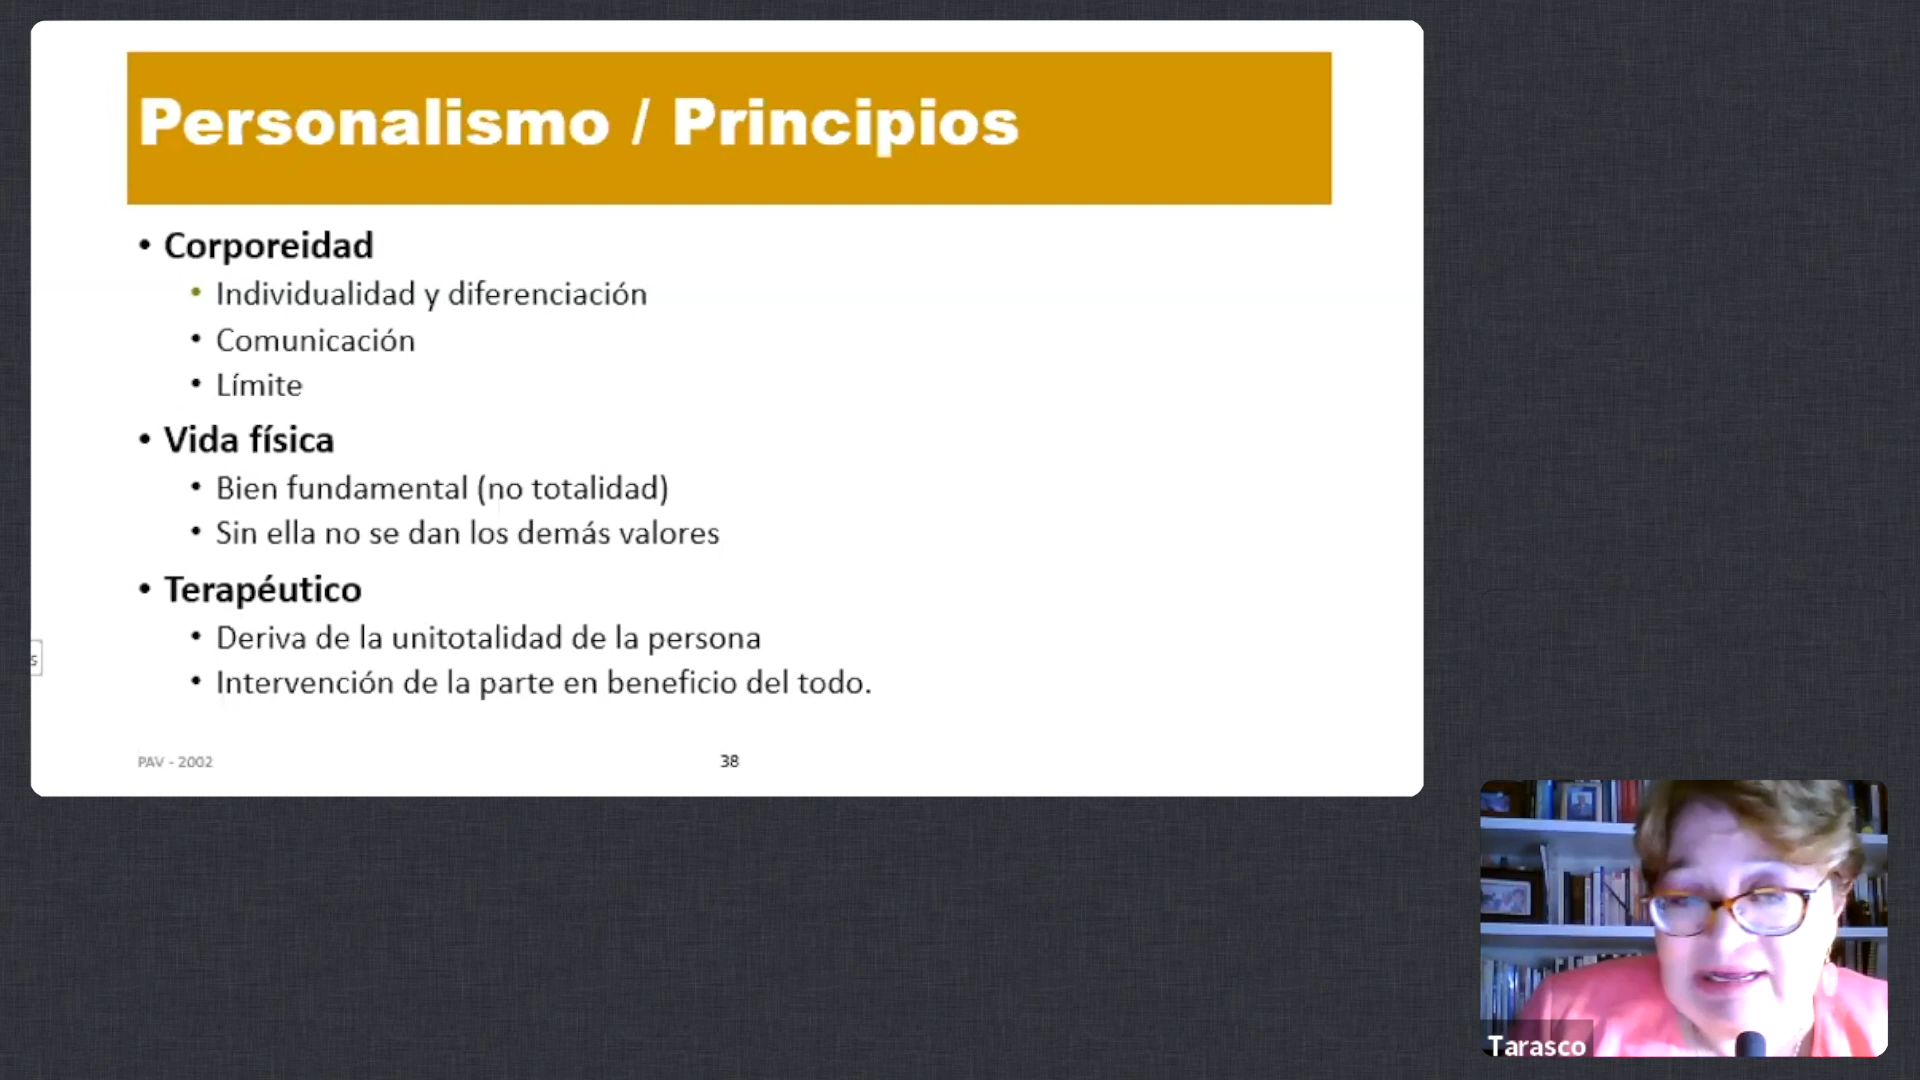 Personalismo / Principios
• Corporeidad
• Individualidad y diferenciación
• Comunicación
• Límite
• Vida física
• Bien fundamental (no totalidad)
• Sin ella no se dan los demás valores
• Terapéutico
• Deriva de la unitotalidad de la persona
• Intervención de la parte en beneficio del todo.
PAV - 2002
38
Tarasco